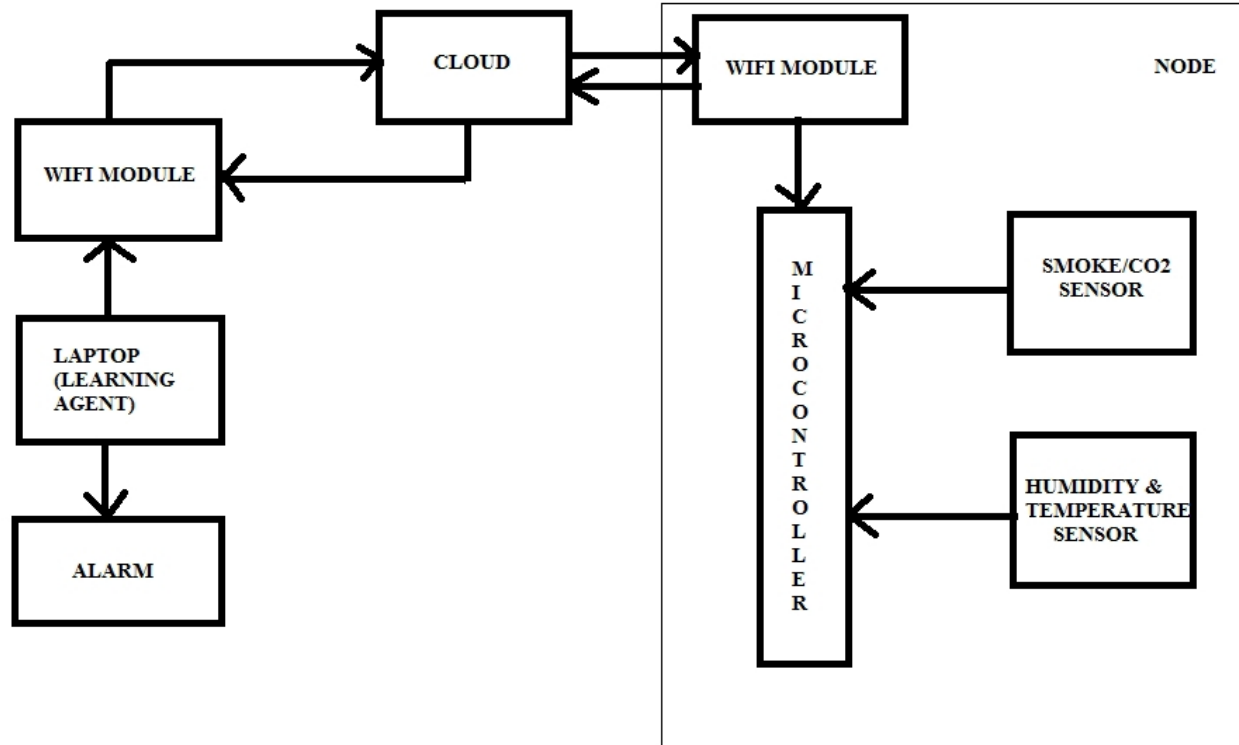 CLOUD
WIFI MODULE
NODE
WIFI MODULE
SMOKE/CO2
SENSOR
M
I
C
R
O
C
O
N
T
R
O
L
L
E
R
LAPTOP
(LEARNING
AGENT)
HUMIDITY &
TEMPERATURE
SENSOR
ALARM